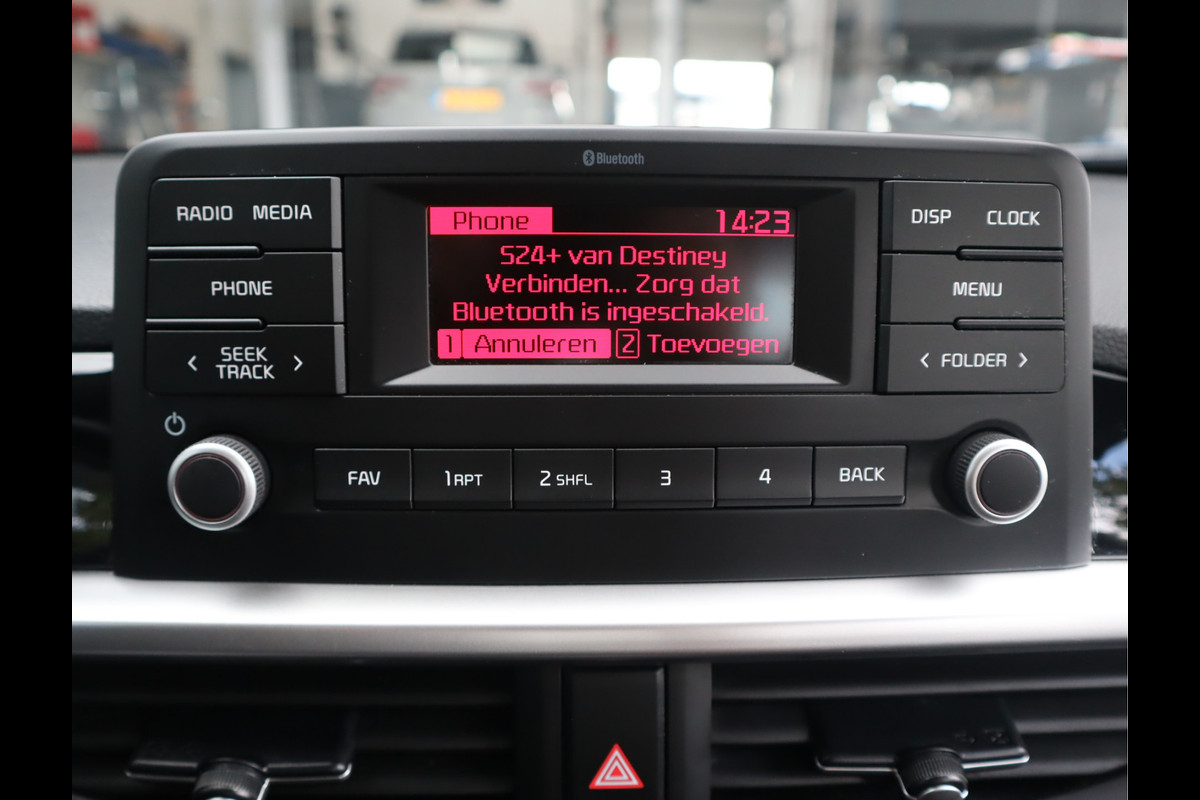 Bluetooth
RADIO MEDIA
PHONE
SEEK
TRACK
Phone 14:23
S24+ van Destiney
Verbinden... Zorg dat
Bluetooth is ingeschakeld.
1 Annuleren 2 Toevoegen
DISP CLOCK
MENU
FOLDER
FAV 1 RPT 2 SHFL 3 4 BACK